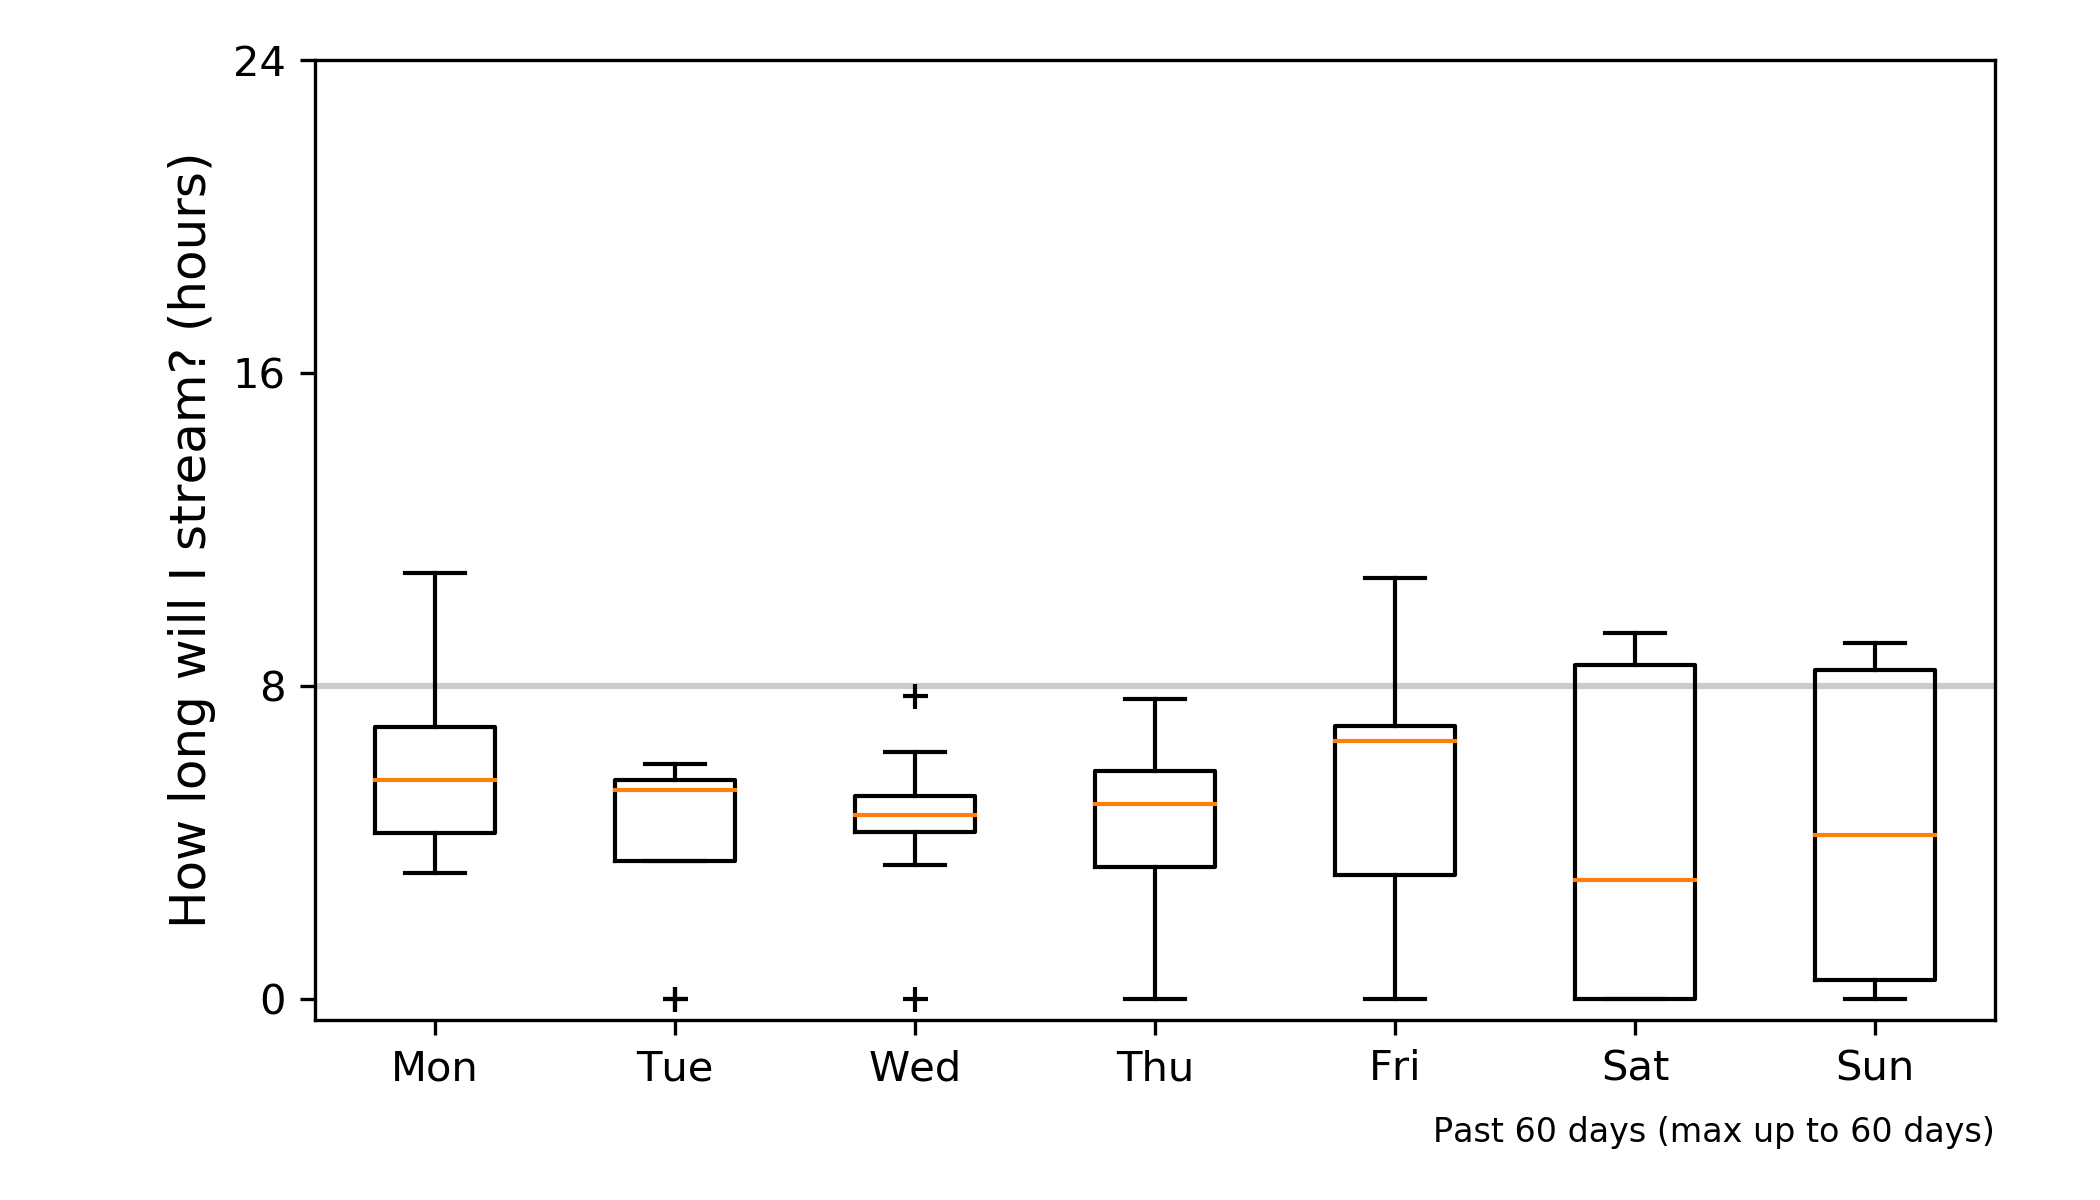 How long will I stream? (hours)
24
16
8
0
Mon Tue Wed Thu Fri Sat Sun
Past 60 days (max up to 60 days)